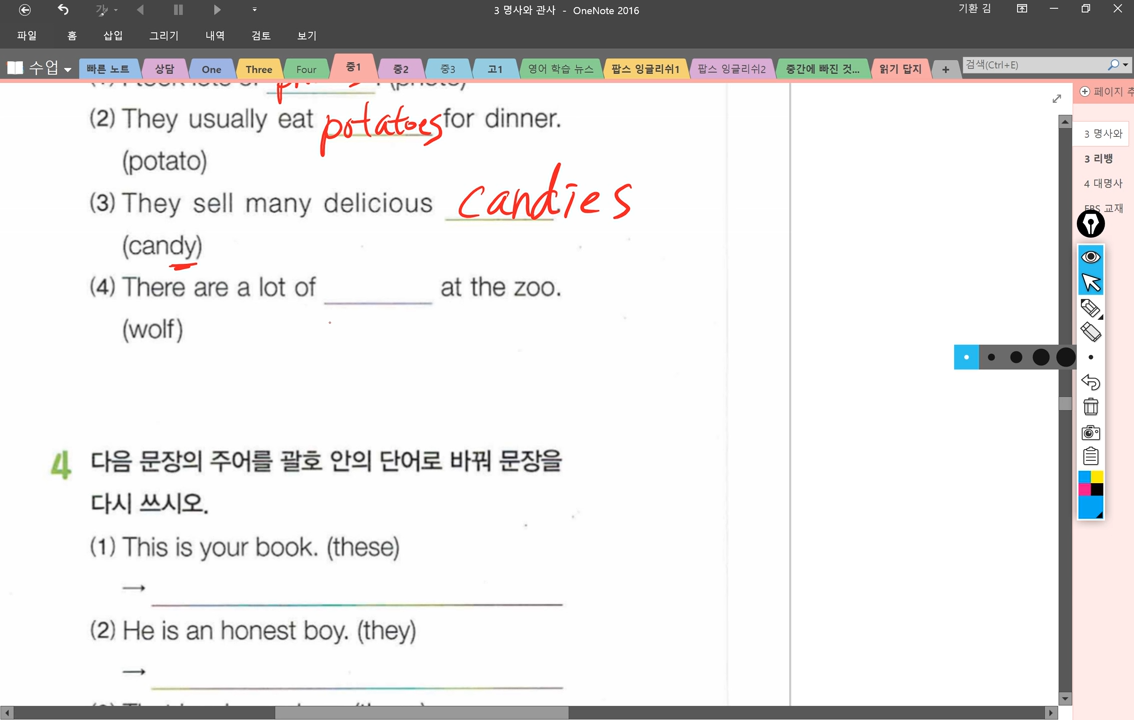 3 명사와 관사 - OneNote 2016
기환 김
파일 홈 삽입 그리기 내역 검토 보기
수업 빠른 노트 상담 One Three Four 중1 중2 중3 고1 영어 학습 뉴스 팝스 잉글리쉬1 팝스 잉글리쉬2 중간에 빠진 것... 읽기 답지 + 검색(Ctrl+E)
페이지 추
3 명사와
3 리뱅
4 대명사
EBS 교재
(2) They usually eat potatoes for dinner.
(potato)
(3) They sell many delicious candies
(candy)
(4) There are a lot of at the zoo.
(wolf)
4 다음 문장의 주어를 괄호 안의 단어로 바꿔 문장을
다시 쓰시오.
(1) This is your book. (these)
→
(2) He is an honest boy. (they)
→